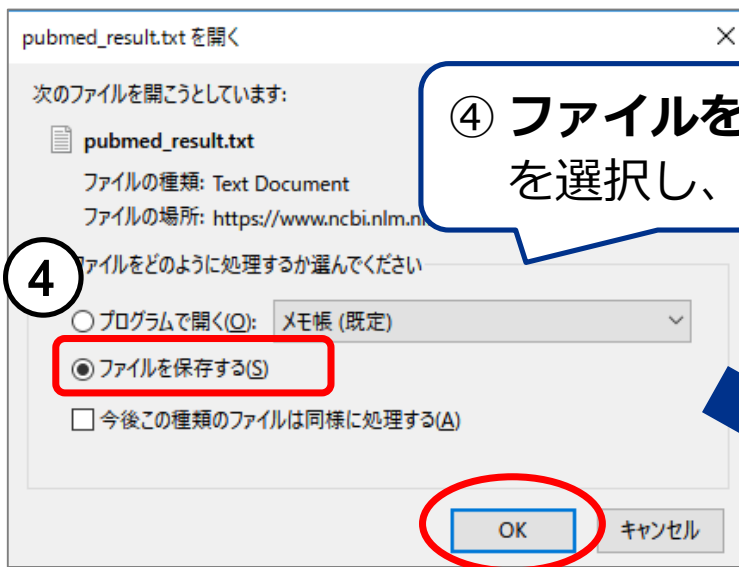 pubmed_result.txt を開く
次のファイルを開こうとしています:
pubmed_result.txt
ファイルの種類: Text Document
ファイルの場所: https://www.ncbi.nlm.n
④ ファイルを
を選択し、
4
ァイルをどのように処理するか選んでください
プログラムで開く(O): メモ帳 (既定)
ファイルを保存する(S)
今後この種類のファイルは同様に処理する(A)
OK キャンセル